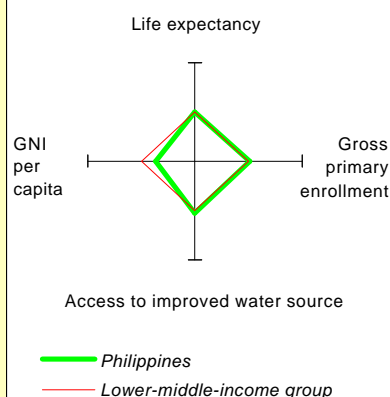 Life expectancy
GNI
per
capita
Gross
primary
enrollment
Access to improved water source
Philippines
Lower-middle-income group